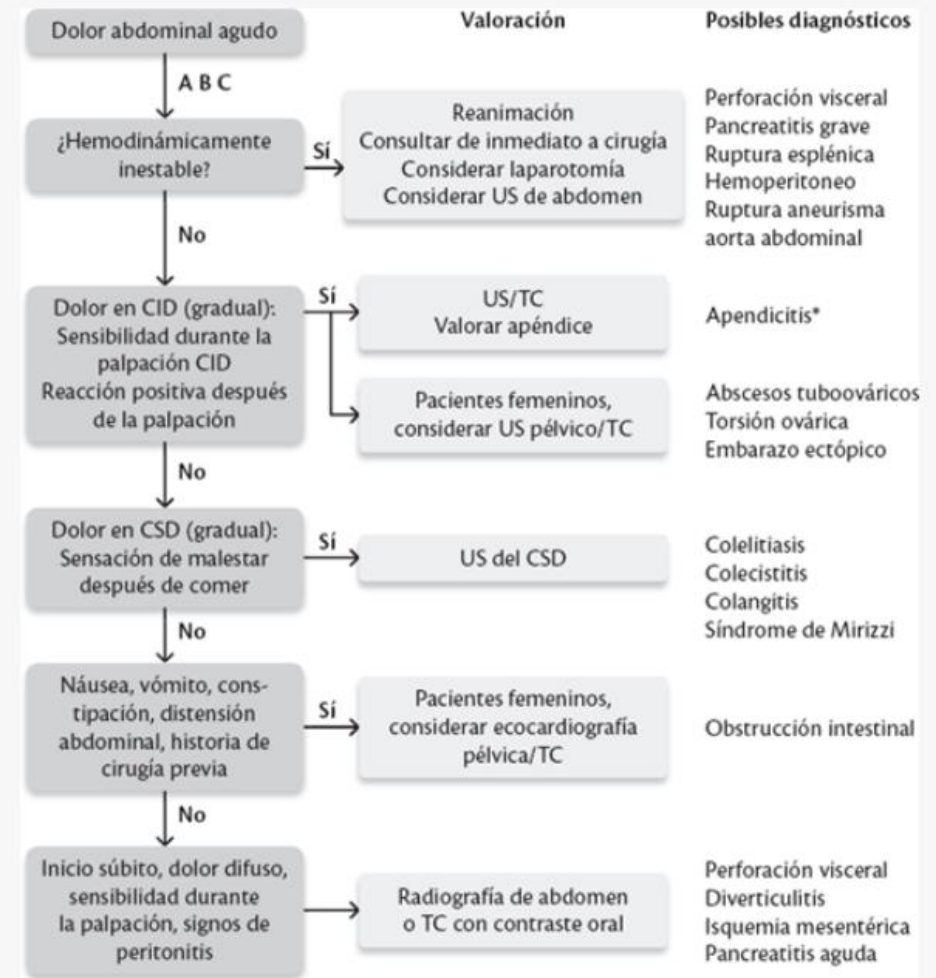 Dolor abdominal agudo
Valoración
Posibles diagnósticos
A B C
¿Hemodinámicamente
inestable?
Sí
Reanimación
Consultar de inmediato a cirugía
Considerar laparotomía
Considerar US de abdomen
Perforación visceral
Pancreatitis grave
Ruptura esplénica
Hemoperitoneo
Ruptura aneurisma
aorta abdominal
No
Dolor en CID (gradual):
Sensibilidad durante la
palpación CID
Reacción positiva después
de la palpación
Sí
US/TC
Valorar apéndice
Apendicitis*
Pacientes femeninos,
considerar US pélvico/TC
Abscesos tuboováricos
Torsión ovárica
Embarazo ectópico
No
Dolor en CSD (gradual):
Sensación de malestar
después de comer
Sí
US del CSD
Colelitiasis
Colecistitis
Colangitis
Síndrome de Mirizzi
No
Náusea, vómito, cons-
tipación, distensión
abdominal, historia de
cirugía previa
Sí
Pacientes femeninos,
considerar ecocardiografía
pélvica/TC
Obstrucción intestinal
No
Inicio súbito, dolor difuso,
sensibilidad durante
la palpación, signos de
peritonitis
Radiografía de abdomen
o TC con contraste oral
Perforación visceral
Diverticulitis
Isquemia mesentérica
Pancreatitis aguda